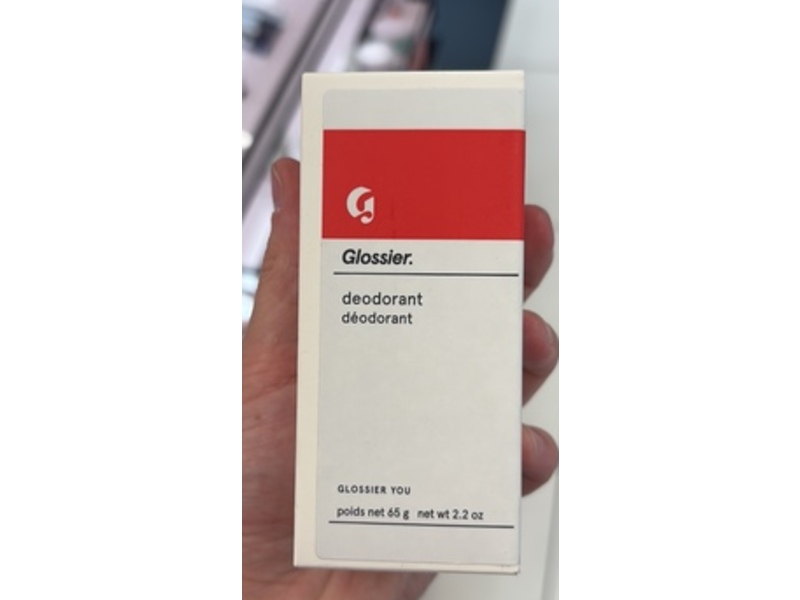 G
Glossier.
deodorant
déodorant
GLOSSIER YOU
poids net 65 g net wt 2.2 oz